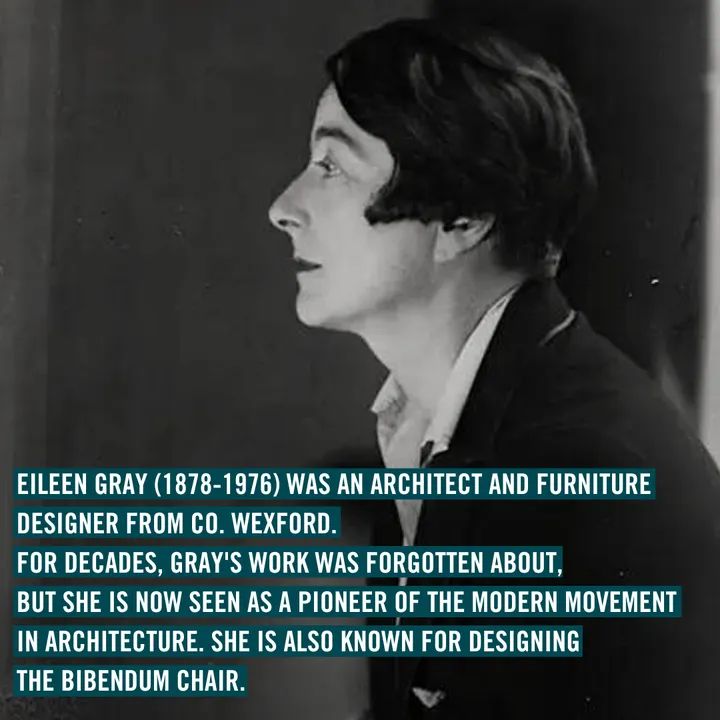 EILEEN GRAY (1878-1976) WAS AN ARCHITECT AND FURNITURE
DESIGNER FROM CO. WEXFORD.
FOR DECADES, GRAY'S WORK WAS FORGOTTEN ABOUT,
BUT SHE IS NOW SEEN AS A PIONEER OF THE MODERN MOVEMENT
IN ARCHITECTURE. SHE IS ALSO KNOWN FOR DESIGNING
THE BIBENDUM CHAIR.